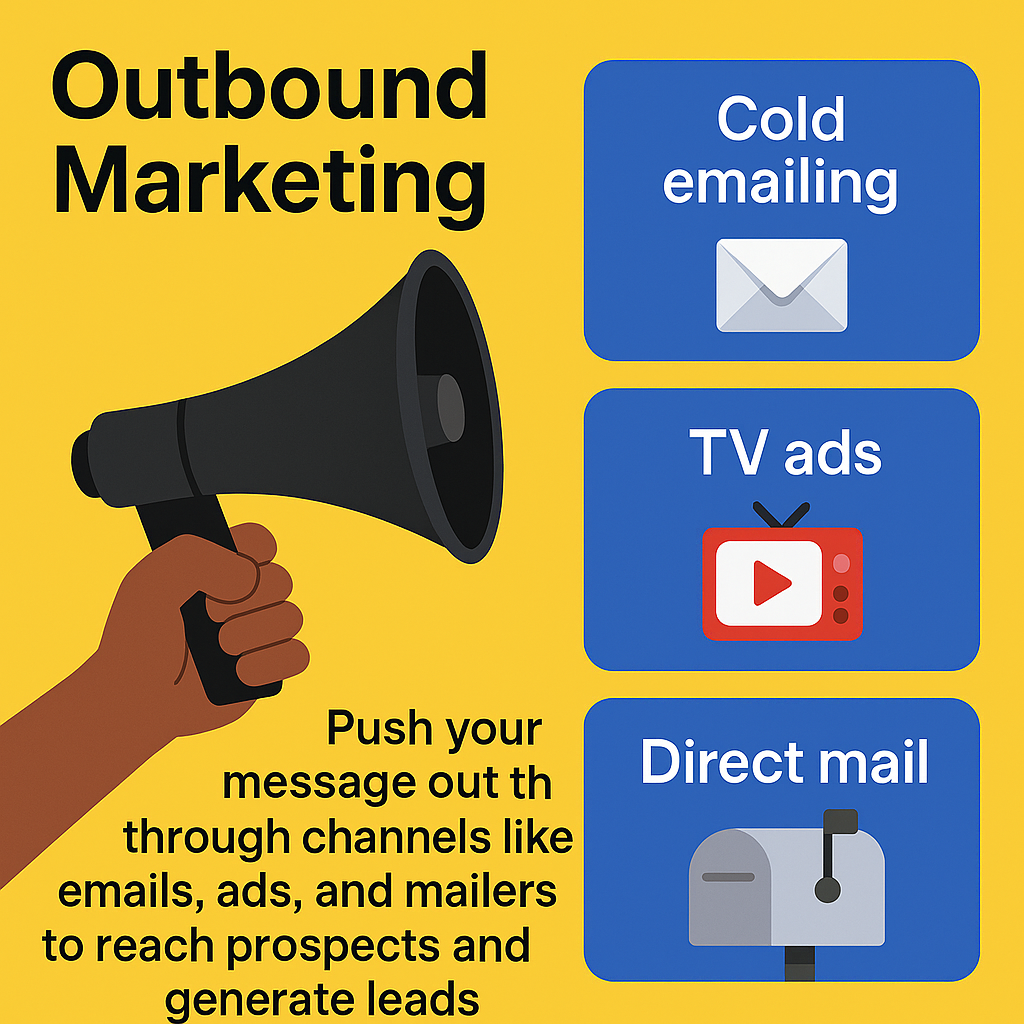 Outbound
Marketing
Push your
message out th
through channels like
emails, ads, and mailers
to reach prospects and
generate leads
Cold
emailing
TV ads
Direct mail